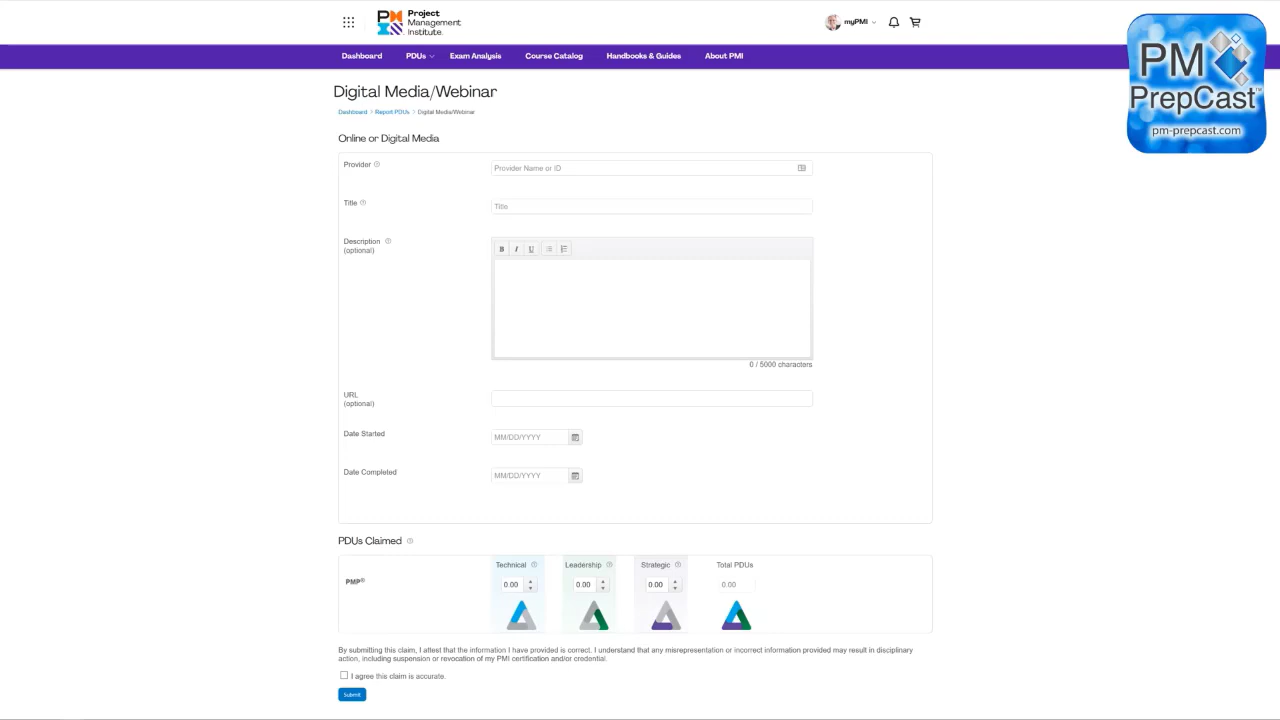 Project
Management
Institute.
myPMI
Dashboard PDUs Exam Analysis Course Catalog Handbooks & Guides About PMI
PM
PrepCast™
pm-prepcast.com
Digital Media/Webinar
Dashboard > Report PDUs > Digital Media/Webinar
Online or Digital Media
Provider
Provider Name or ID
Title
Title
Description
(optional)
B I U
0 / 5000 characters
URL
(optional)
Date Started
MM/DD/YYYY
Date Completed
MM/DD/YYYY
PDUs Claimed
Technical Leadership Strategic Total PDUs
PMP®
0.00 0.00 0.00 0.00
By submitting this claim, I attest that the information I have provided is correct. I understand that any misrepresentation or incorrect information provided may result in disciplinary
action, including suspension or revocation of my PMI certification and/or credential.
I agree this claim is accurate.
Submit